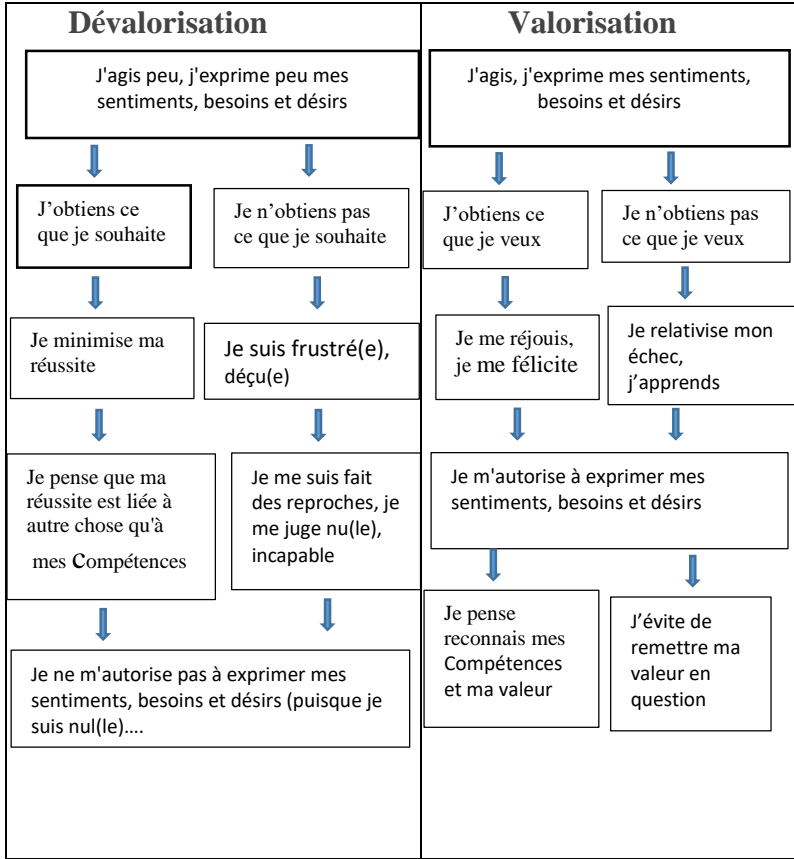 Dévalorisation
J'agis peu, j'exprime peu mes
sentiments, besoins et désirs
J'obtiens ce
que je souhaite
Je n'obtiens pas
ce que je souhaite
Je minimise ma
réussite
Je suis frustré(e),
déçu(e)
Je pense que ma
réussite est liée à
autre chose qu'à
mes Compétences
Je me suis fait
des reproches, je
me juge nu(le),
incapable
Je ne m'autorise pas à exprimer mes
sentiments, besoins et désirs (puisque je
suis nul(le)....
Valorisation
J'agis, j'exprime mes sentiments,
besoins et désirs
J'obtiens ce
que je veux
Je n'obtiens pas
ce que je veux
Je me réjouis,
je me félicite
Je relativise mon
échec,
j'apprends
Je m'autorise à exprimer mes
sentiments, besoins et désirs
Je pense
reconnais mes
Compétences
et ma valeur
J'évite de
remettre ma
valeur en
question